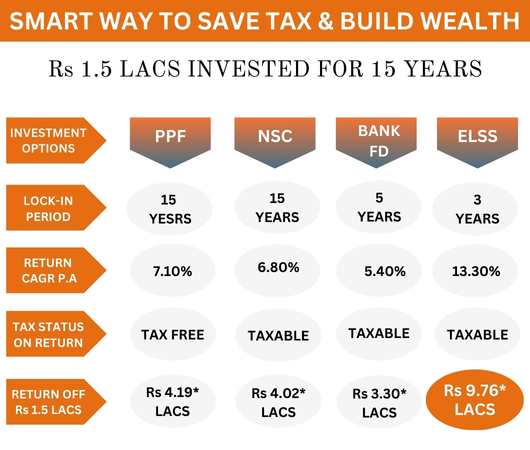 SMART WAY TO SAVE TAX & BUILD WEALTH
Rs 1.5 LACS INVESTED FOR 15 YEARS
INVESTMENT
OPTIONS
PPF
NSC
BANK
FD
ELSS
LOCK-IN
PERIOD
15
YESRS
15
YEARS
5
YEARS
3
YEARS
RETURN
CAGR P.A
7.10%
6.80%
5.40%
13.30%
TAX STATUS
ON RETURN
TAX FREE
TAXABLE
TAXABLE
TAXABLE
RETURN OFF
Rs 1.5 LACS
Rs 4.19*
LACS
Rs 4.02*
LACS
Rs 3.30*
LACS
Rs 9.76*
LACS